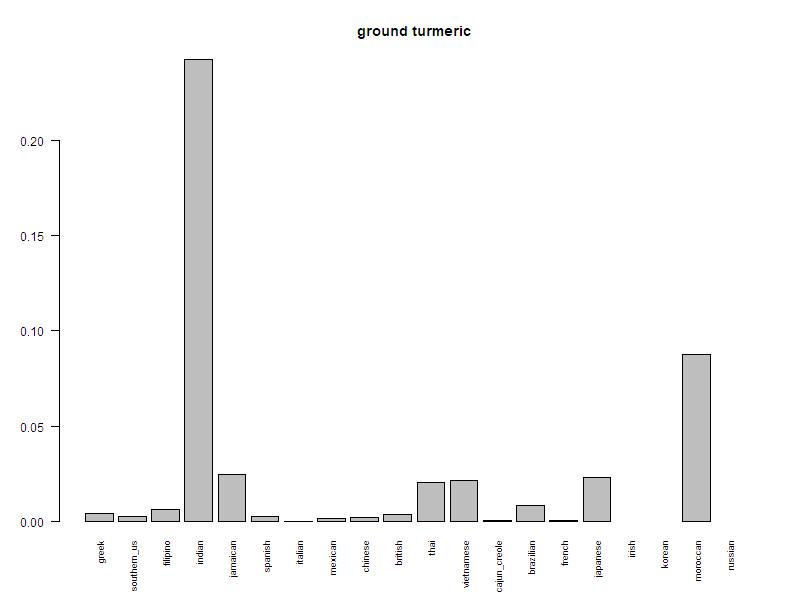 ground turmeric
0.20
0.15
0.10
0.05
0.00
greek
southern_us
filipino
indian
jamaican
spanish
italian
mexican
chinese
british
thai
vietnamese
cajun_creole
brazilian
french
japanese
irish
korean
moroccan
russian